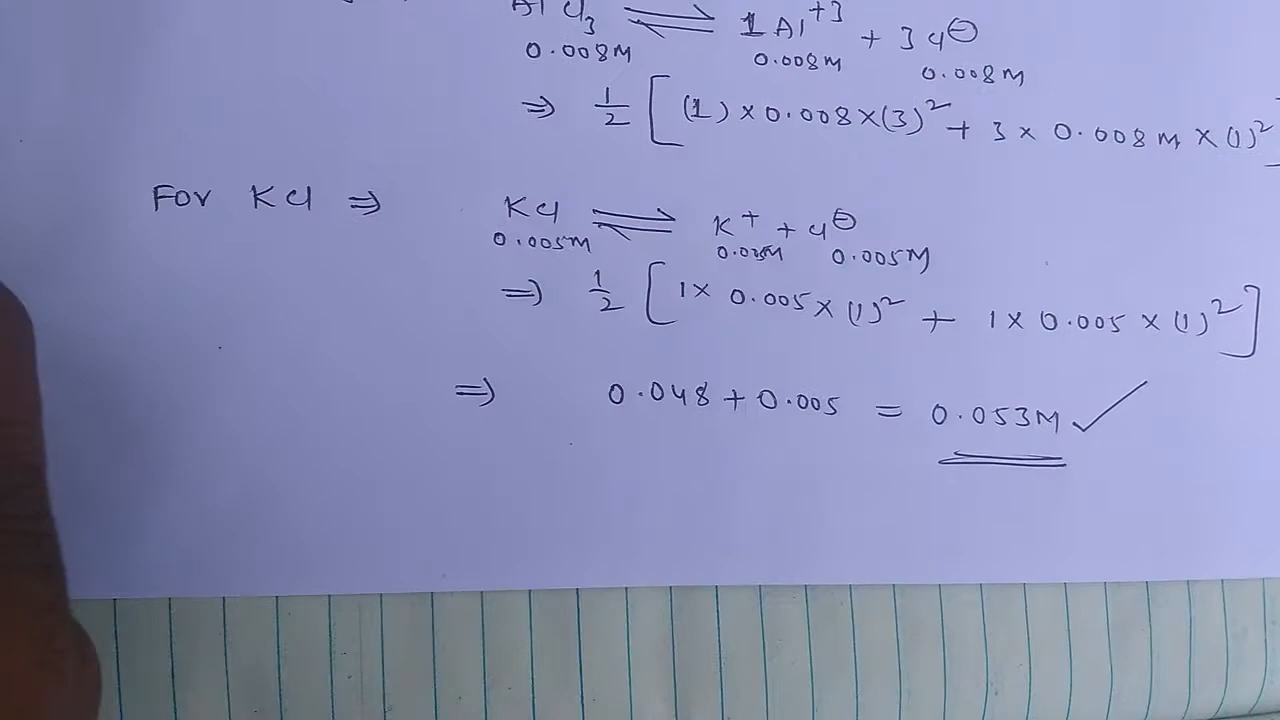 AlCl₃ ⇌ 1Al⁺³ + 3Cl⊖
0.008M 0.008M 0.008M
⇒ 1/2 [(1)×0.008×(3)² + 3×0.008M×(1)²
For KCl ⇒ KCl ⇌ K⁺ + Cl⊖
0.005M 0.005M 0.005M
⇒ 1/2 [1×0.005×(1)² + 1×0.005×(1)²]
⇒ 0.048+0.005 = 0.053M ✓